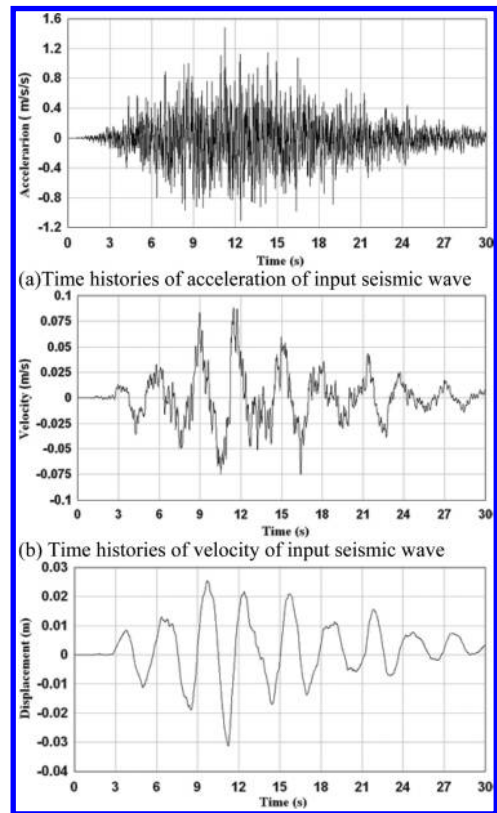 1.6
1.2
0.8
0.4
0
-0.4
-0.8
-1.2
Accelerarion ( m/s/s)
0 3 6 9 12 15 18 21 24 27 30
Time (s)
(a)Time histories of acceleration of input seismic wave
0.1
0.075
0.05
0.025
0
-0.025
-0.05
-0.075
-0.1
Velocity (m/s)
0 3 6 9 12 15 18 21 24 27 30
Time (s)
(b) Time histories of velocity of input seismic wave
0.03
0.02
0.01
0
-0.01
-0.02
-0.03
-0.04
Displacement (m)
0 3 6 9 12 15 18 21 24 27 30
Time (s)